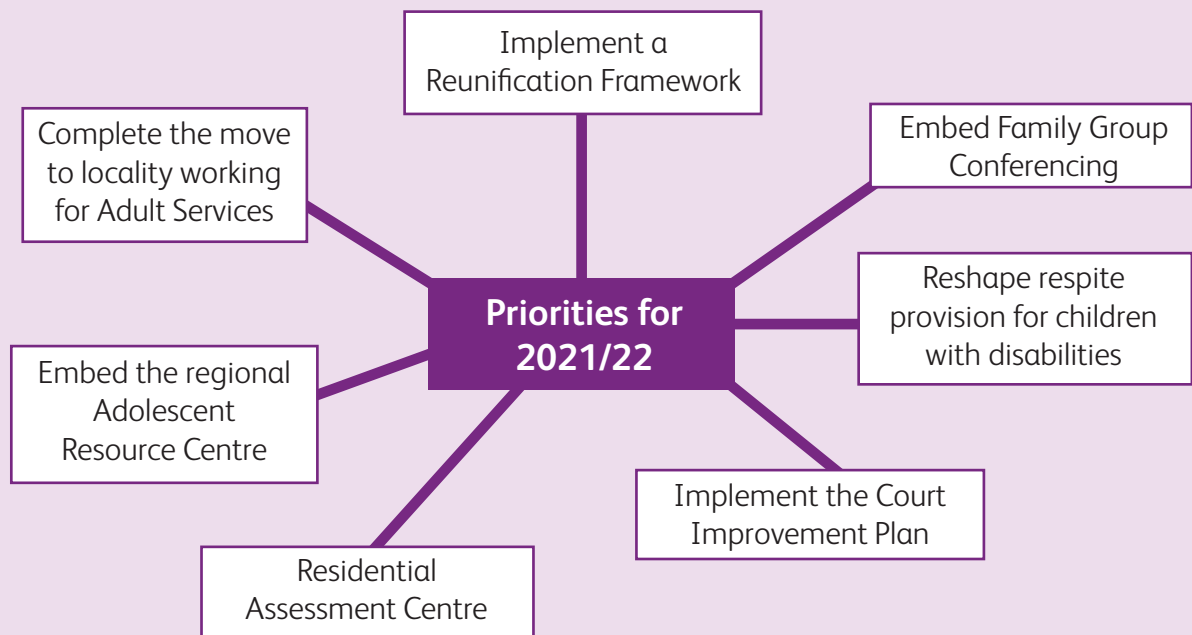 Implement a
Reunification Framework
Embed Family Group
Conferencing
Reshape respite
provision for children
with disabilities
Implement the Court
Improvement Plan
Residential
Assessment Centre
Embed the regional
Adolescent
Resource Centre
Complete the move
to locality working
for Adult Services
Priorities for
2021/22